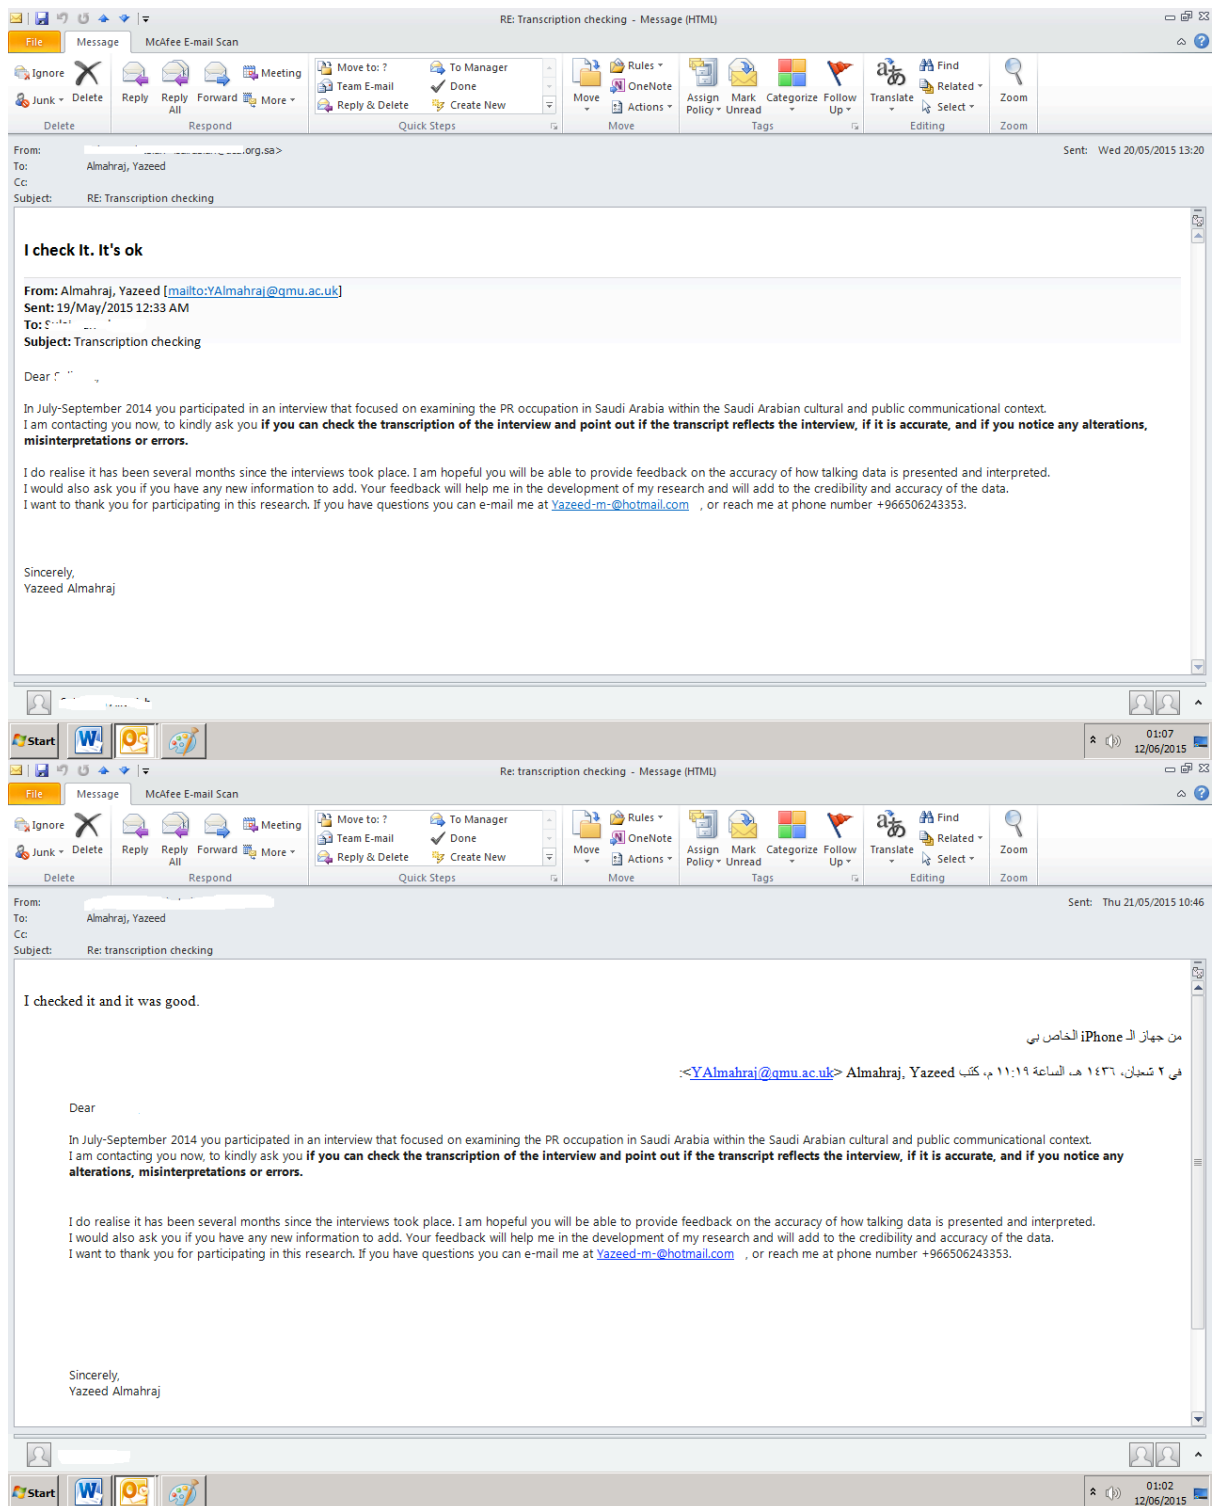 RE: Transcription checking - Message (HTML)
File Message McAfee E-mail Scan
Ignore Delete Reply Reply All Forward Meeting Move to: ? To Manager Rules Find
Junk More Team E-mail Done OneNote Related
Reply & Delete Create New Move Actions Assign Policy Mark Unread Categorize Follow Up Translate Select Zoom
Delete Respond Quick Steps Move Tags Editing Zoom
From: .org.sa> Sent: Wed 20/05/2015 13:20
To: Almahraj, Yazeed
Cc:
Subject: RE: Transcription checking
I check It. It's ok
From: Almahraj, Yazeed [mailto:YAlmahraj@qmu.ac.uk]
Sent: 19/May/2015 12:33 AM
To:
Subject: Transcription checking
Dear
In July-September 2014 you participated in an interview that focused on examining the PR occupation in Saudi Arabia within the Saudi Arabian cultural and public communicational context.
I am contacting you now, to kindly ask you if you can check the transcription of the interview and point out if the transcript reflects the interview, if it is accurate, and if you notice any alterations,
misinterpretations or errors.
I do realise it has been several months since the interviews took place. I am hopeful you will be able to provide feedback on the accuracy of how talking data is presented and interpreted.
I would also ask you if you have any new information to add. Your feedback will help me in the development of my research and will add to the credibility and accuracy of the data.
I want to thank you for participating in this research. If you have questions you can e-mail me at Yazeed-m-@hotmail.com , or reach me at phone number +966506243353.
Sincerely,
Yazeed Almahraj
Start 01:07
12/06/2015
Re: transcription checking - Message (HTML)
File Message McAfee E-mail Scan
Ignore Delete Reply Reply All Forward Meeting Move to: ? To Manager Rules Find
Junk More Team E-mail Done OneNote Related
Reply & Delete Create New Move Actions Assign Policy Mark Unread Categorize Follow Up Translate Select Zoom
Delete Respond Quick Steps Move Tags Editing Zoom
From: Sent: Thu 21/05/2015 10:46
To: Almahraj, Yazeed
Cc:
Subject: Re: transcription checking
I checked it and it was good.
من جهاز الـ iPhone الخاص بي
في ٢ شعبان، ١٤٣٦ هـ، الساعة ١١:١٩ م، كتب Almahraj, Yazeed <YAlmahraj@qmu.ac.uk>:
Dear
In July-September 2014 you participated in an interview that focused on examining the PR occupation in Saudi Arabia within the Saudi Arabian cultural and public communicational context.
I am contacting you now, to kindly ask you if you can check the transcription of the interview and point out if the transcript reflects the interview, if it is accurate, and if you notice any
alterations, misinterpretations or errors.
I do realise it has been several months since the interviews took place. I am hopeful you will be able to provide feedback on the accuracy of how talking data is presented and interpreted.
I would also ask you if you have any new information to add. Your feedback will help me in the development of my research and will add to the credibility and accuracy of the data.
I want to thank you for participating in this research. If you have questions you can e-mail me at Yazeed-m-@hotmail.com , or reach me at phone number +966506243353.
Sincerely,
Yazeed Almahraj
Start 01:02
12/06/2015